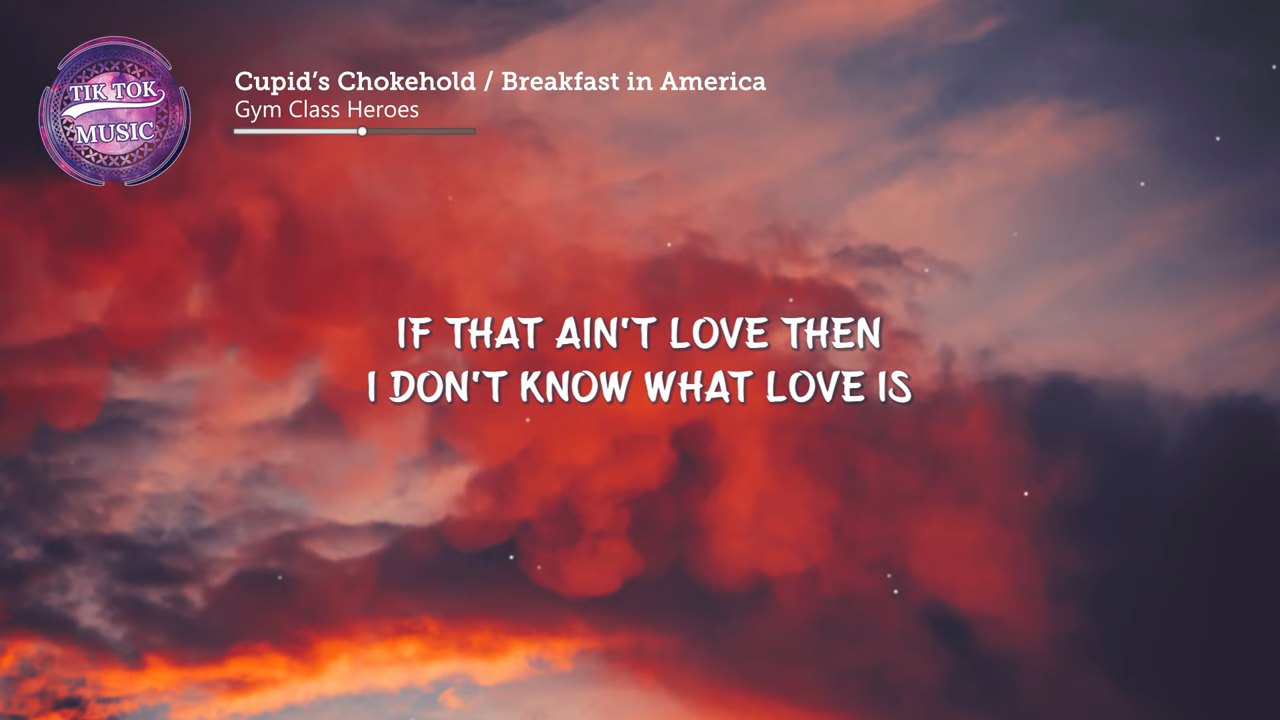 TIK TOK
MUSIC
Cupid’s Chokehold / Breakfast in America
Gym Class Heroes
IF THAT AIN'T LOVE THEN
I DON'T KNOW WHAT LOVE IS